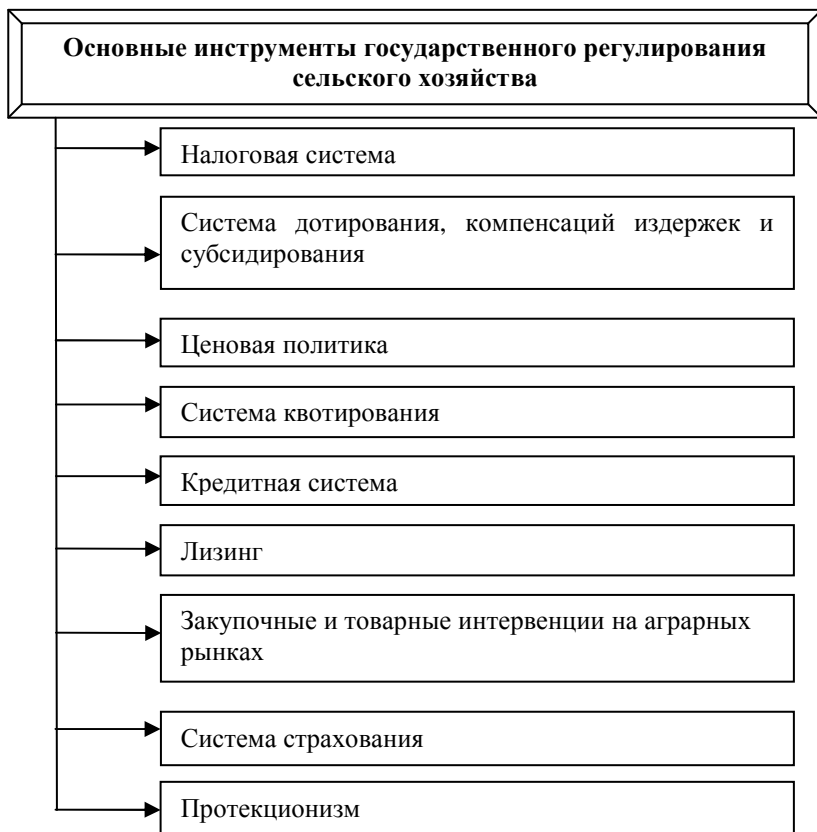 Основные инструменты государственного регулирования
сельского хозяйства
Налоговая система
Система дотирования, компенсаций издержек и
субсидирования
Ценовая политика
Система квотирования
Кредитная система
Лизинг
Закупочные и товарные интервенции на аграрных
рынках
Система страхования
Протекционизм